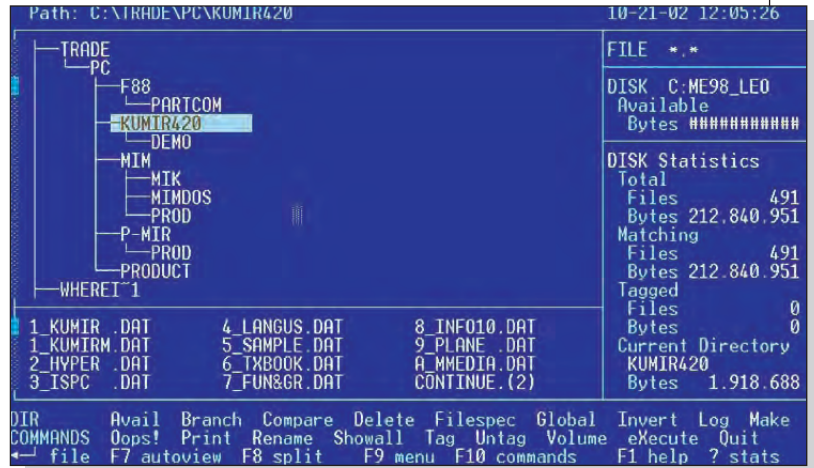 Path: C:\TRADE\PC\KUMIR420
10-21-02 12:05:26
TRADE
PC
F88
PARTCOM
KUMIR420
DEMO
MIM
MIK
MIMDOS
PROD
P-MIR
PROD
PRODUCT
WHEREI~1
FILE *.*
DISK C:ME98_LEO
Available
Bytes ###########
DISK Statistics
Total
Files 491
Bytes 212.840.951
Matching
Files 491
Bytes 212.840.951
Tagged
Files 0
Bytes 0
Current Directory
KUMIR420
Bytes 1.918.688
1_KUMIR .DAT 4_LANGUS.DAT 8_INFO10.DAT
1_KUMIRM.DAT 5_SAMPLE.DAT 9_PLANE .DAT
2_HYPER .DAT 6_TXBOOK.DAT A_MMEDIA.DAT
3_ISPC .DAT 7_FUN&GR.DAT CONTINUE.(2)
DIR Avail Branch Compare Delete Filespec Global Invert Log Make
COMMANDS Oops! Print Rename Showall Tag Untag Volume eXecute Quit
◄─┘ file F7 autoview F8 split F9 menu F10 commands F1 help ? stats